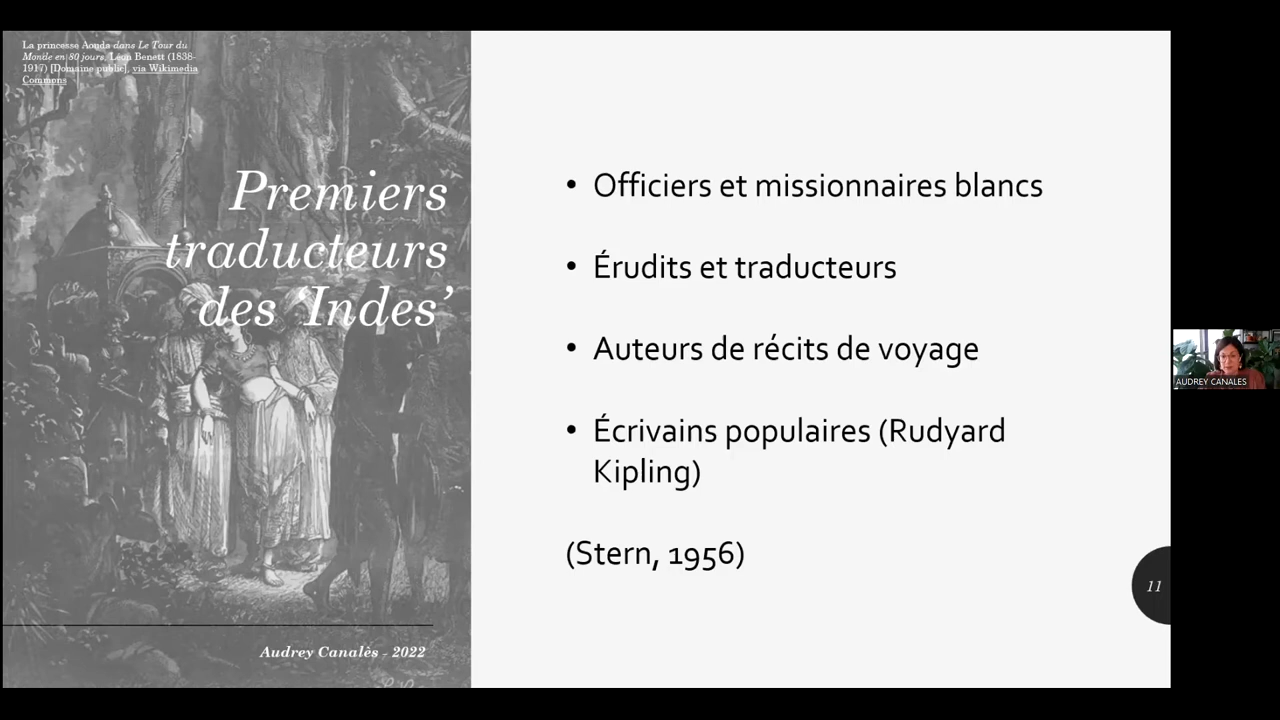 La princesse Aouda dans Le Tour du
Monde en 80 jours, Léon Benett (1838-
1917) [Domaine public], via Wikimedia
Commons
Premiers
traducteurs
des ‘Indes’
Audrey Canalès - 2022
• Officiers et missionnaires blancs
• Érudits et traducteurs
• Auteurs de récits de voyage
• Écrivains populaires (Rudyard
Kipling)
(Stern, 1956)
11
AUDREY CANALES